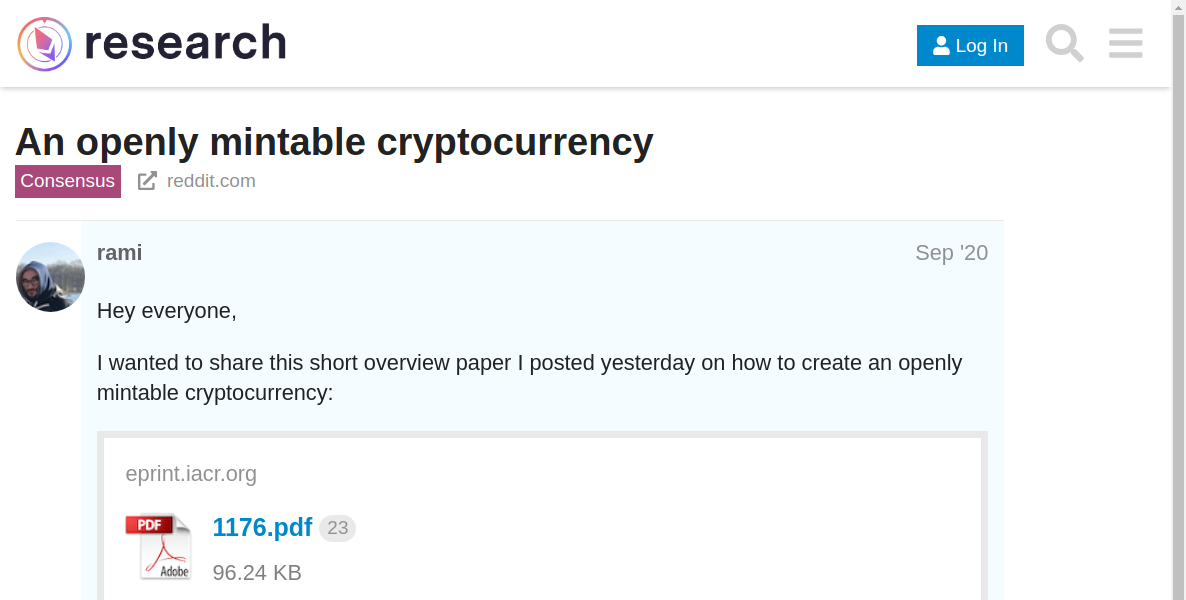 research
Log In
An openly mintable cryptocurrency
Consensus
reddit.com
rami
Sep '20
Hey everyone,
I wanted to share this short overview paper I posted yesterday on how to create an openly
mintable cryptocurrency:
eprint.iacr.org
PDF
Adobe
1176.pdf 23
96.24 KB